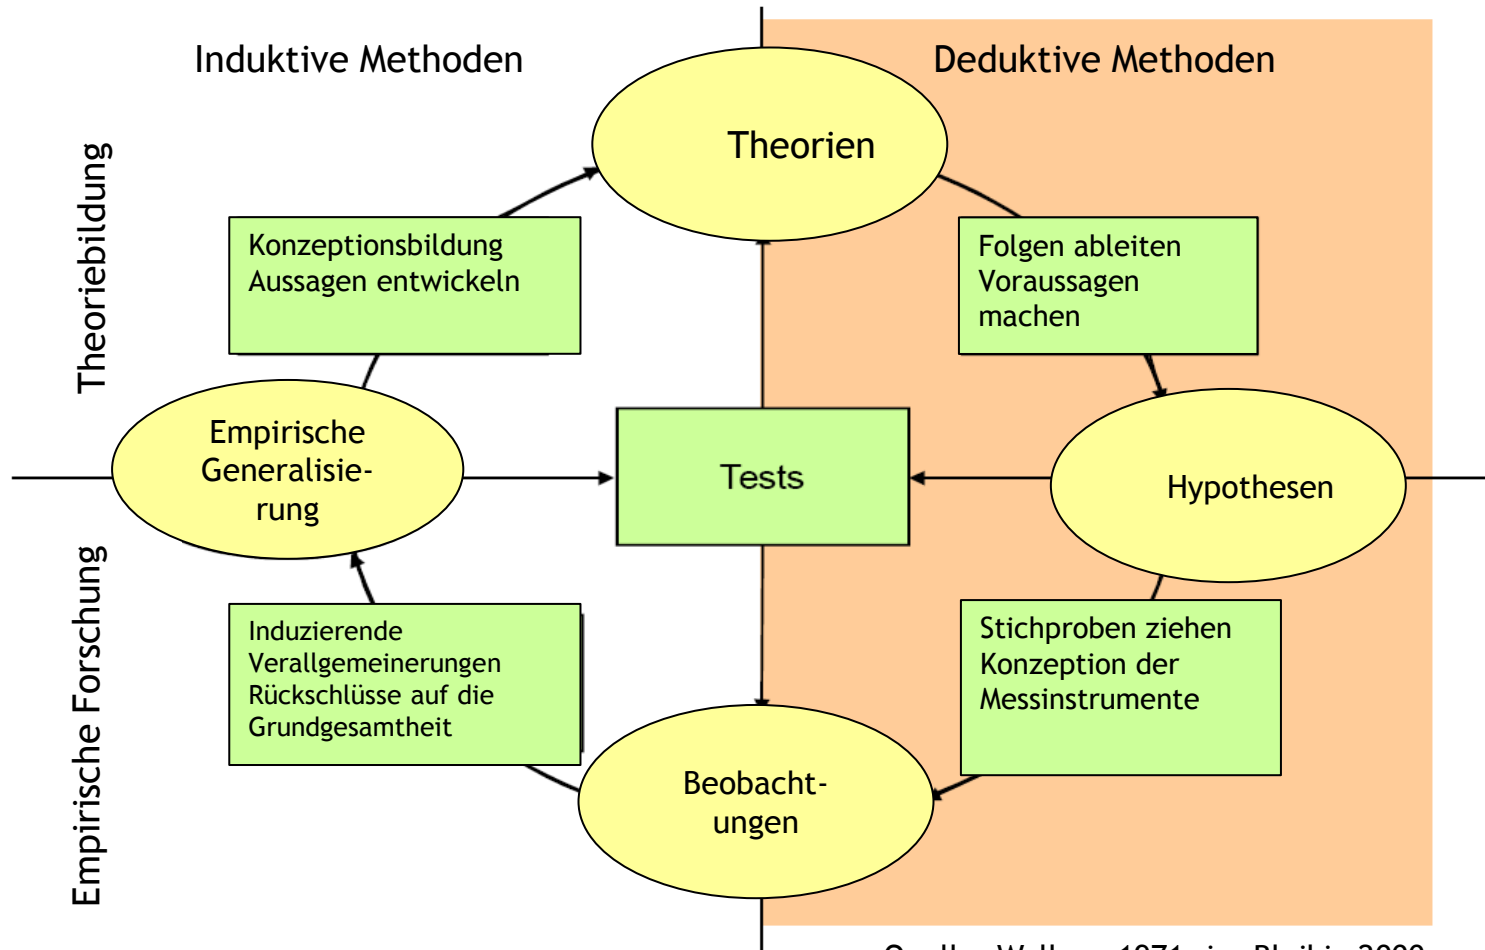 Induktive Methoden
Deduktive Methoden
Theoriebildung
Theorien
Konzeptionsbildung
Aussagen entwickeln
Folgen ableiten
Voraussagen
machen
Empirische
Generalisie-
rung
Tests
Hypothesen
Empirische Forschung
Induzierende
Verallgemeinerungen
Rückschlüsse auf die
Grundgesamtheit
Stichproben ziehen
Konzeption der
Messinstrumente
Beobacht-
ungen